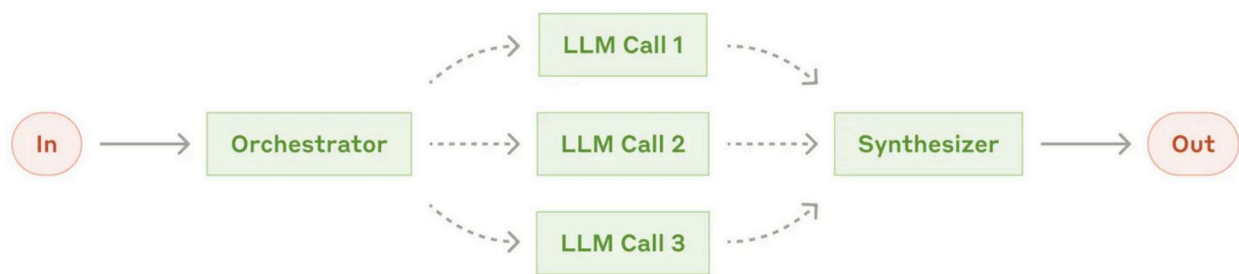 LLM Call 1
In
Orchestrator
LLM Call 2
Synthesizer
Out
LLM Call 3